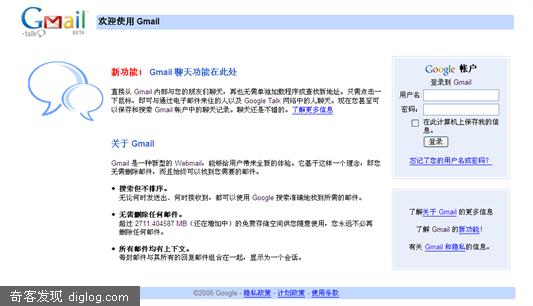 Gmail
-talk
BETA
欢迎使用 Gmail
新功能！ Gmail 聊天功能在此处
直接从 Gmail 内部与您的朋友们聊天。再也无需单独加载程序或查找新地址。只需点击一
下鼠标，即可与通过电子邮件来往的人以及 Google Talk 网络中的人聊天。现在您甚至可
以保存和搜索 Gmail 帐户中的聊天记录。聊天还是不错的。了解更多信息
关于 Gmail
Gmail 是一种新型的 Webmail，能够给用户带来全新的体验。它基于这样一个理念，即您
无需删除邮件，而且始终可以找到您需要的邮件。
搜索但不排序。
无论何时发送出、何时接收到，都可以使用 Google 搜索准确地找到所需的邮件。
无需删除任何邮件。
超过 2711.404587 MB（还在增加中）的免费存储空间供您随意使用，您永远不必再
删除任何邮件。
所有邮件均有上下文。
每封邮件与其所有的回复邮件组合在一起，显示为一个会话。
Google 帐户
登录到 Gmail
用户名
密码:
在此计算机上保存我的信
息。
登录
忘记了您的用户名或密码？
了解关于 Gmail 的更多信息
了解 Gmail 的新功能!
有关 Gmail 和隐私的信息。
©2006 Google - 隐私政策 - 计划政策 - 使用条款
奇客发现 diglog.com